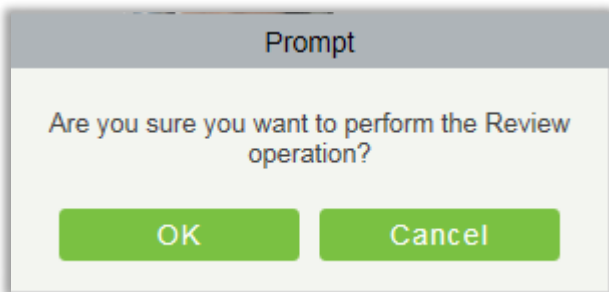 Prompt
Are you sure you want to perform the Review
operation?
OK
Cancel